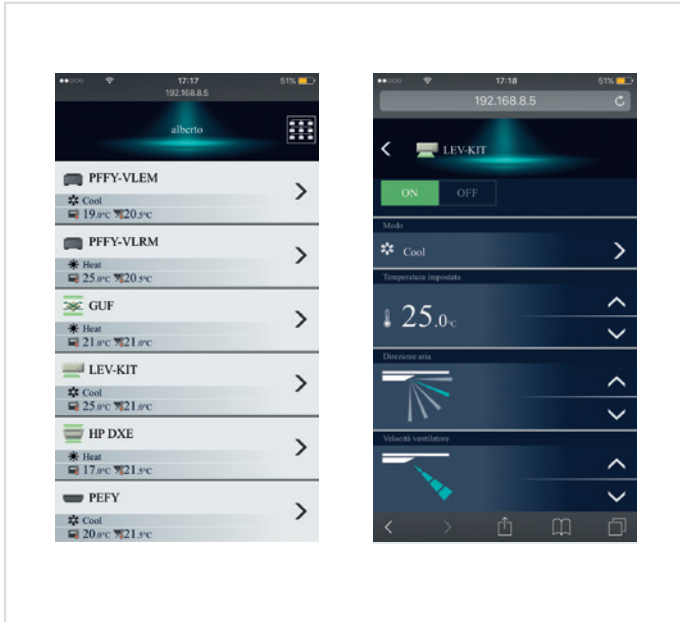 17:17
51%
192.168.8.5
alberto
PFFY-VLEM
Cool
19.0°C 20.5°C
PFFY-VLRM
Heat
25.0°C 20.5°C
GUF
Heat
21.0°C 21.0°C
LEV-KIT
Cool
25.0°C 21.0°C
HP DXE
Heat
17.0°C 21.5°C
PEFY
Cool
20.0°C 21.5°C
17:18
51%
192.168.8.5
LEV-KIT
ON OFF
Modo
Cool
Temperatura impostata
25.0°C
Direzione aria
Velocità ventilatore